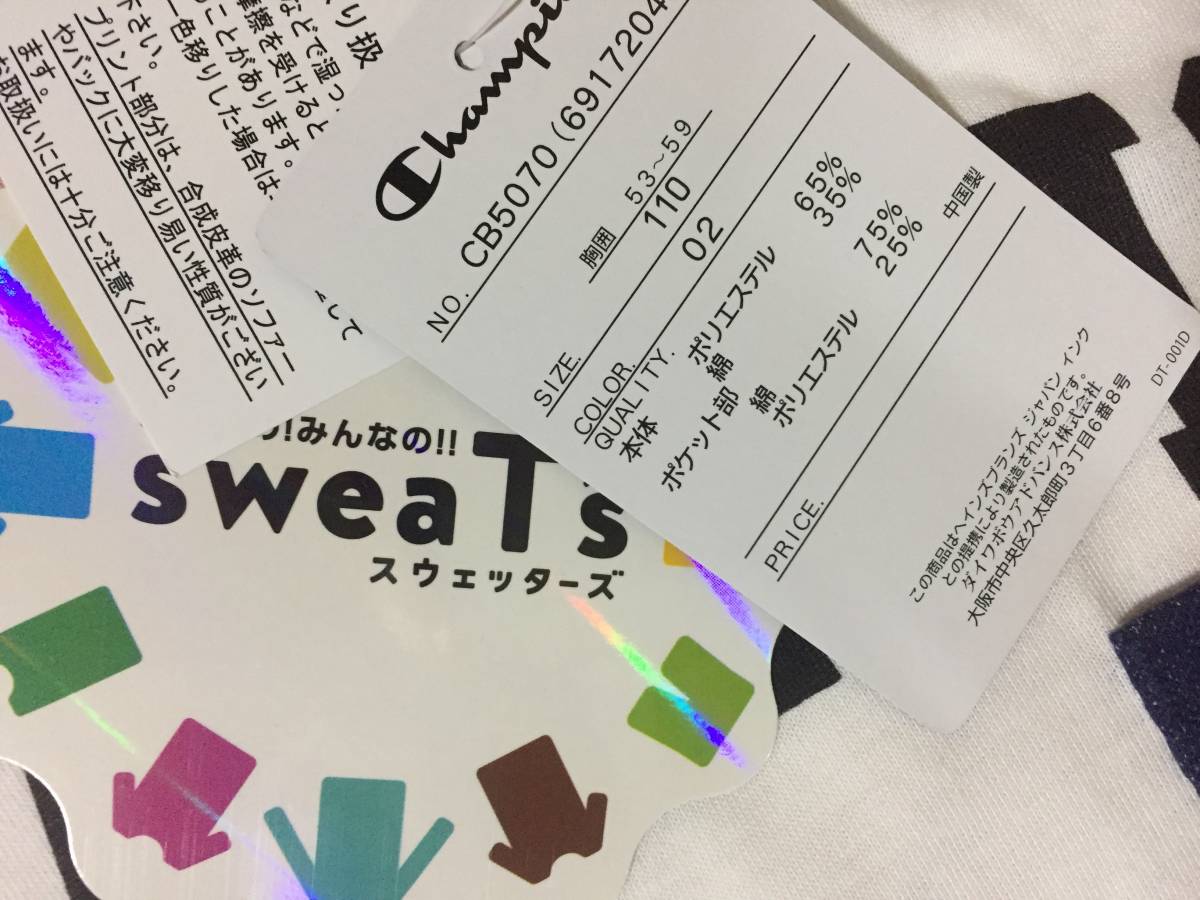 り扱
などで湿っ
摩擦を受けると
ことがあります。
色移りした場合は
下さい。
プリント部分は、合成皮革のソファー
やバックに大変移り易い性質がござい
ます。
お取扱いには十分ご注意ください。
して
Champi
NO. CB5070 (6917204
胸囲 53~59
SIZE. 110
COLOR. 02
QUALITY.
本体 ポリエステル 65%
綿 35%
ポケット部 綿 75%
ポリエステル 25%
中国製
PRICE.
DT-001D
この商品はヘインズブランズ ジャパン インク
との提携により製造されたものです。
ダイワボウアドバンス株式会社
大阪市中央区久太郎町3丁目6番8号
!みんなの!!
sweaT's
スウェッターズ